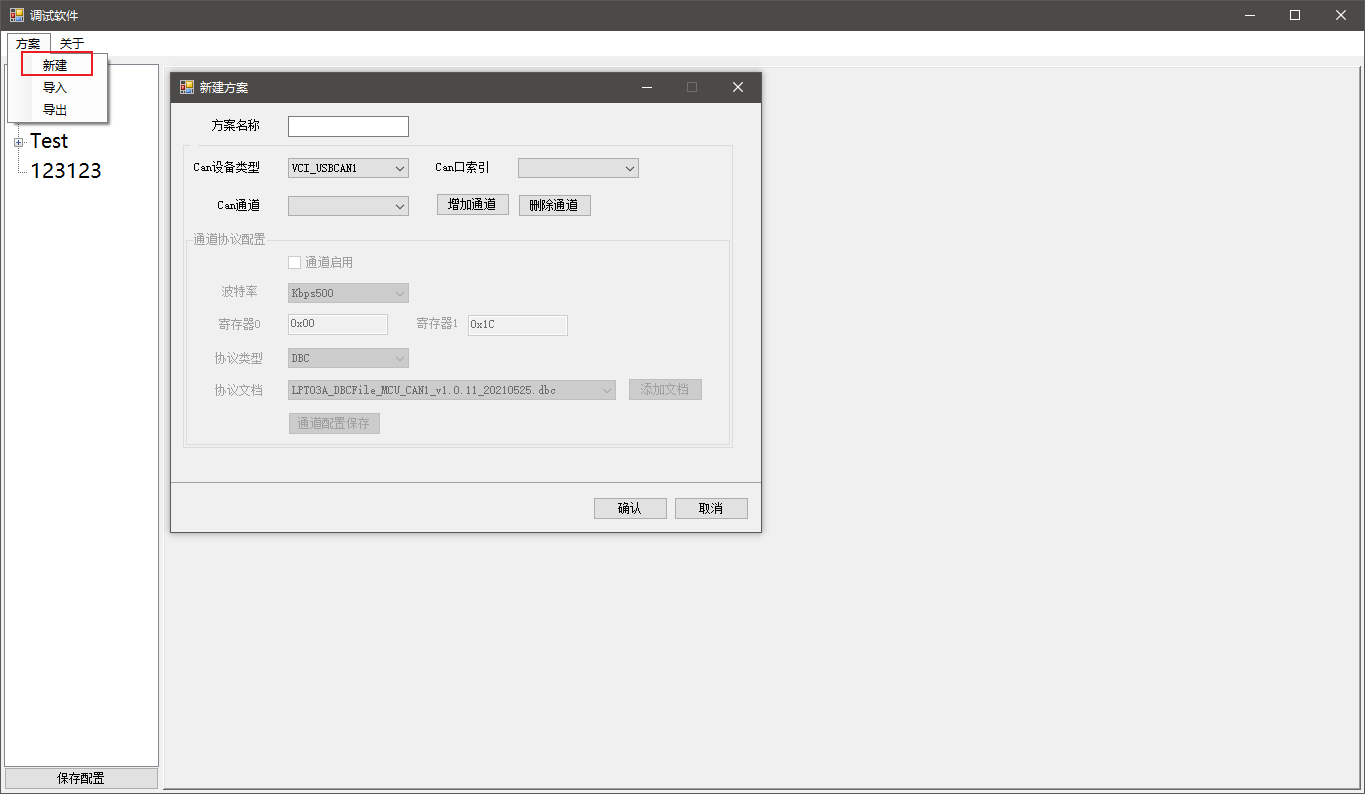 调试软件
方案 关于
新建
导入
导出
Test
123123
保存配置
新建方案
方案名称
Can设备类型 VCI_USBCAN1 Can口索引
Can通道 增加通道 删除通道
通道协议配置
通道启用
波特率 Kbps500
寄存器0 0x00 寄存器1 0x1C
协议类型 DBC
协议文档 LPT03A_DBCFile_MCU_CAN1_v1.0.11_20210525.dbc 添加文档
通道配置保存
确认 取消